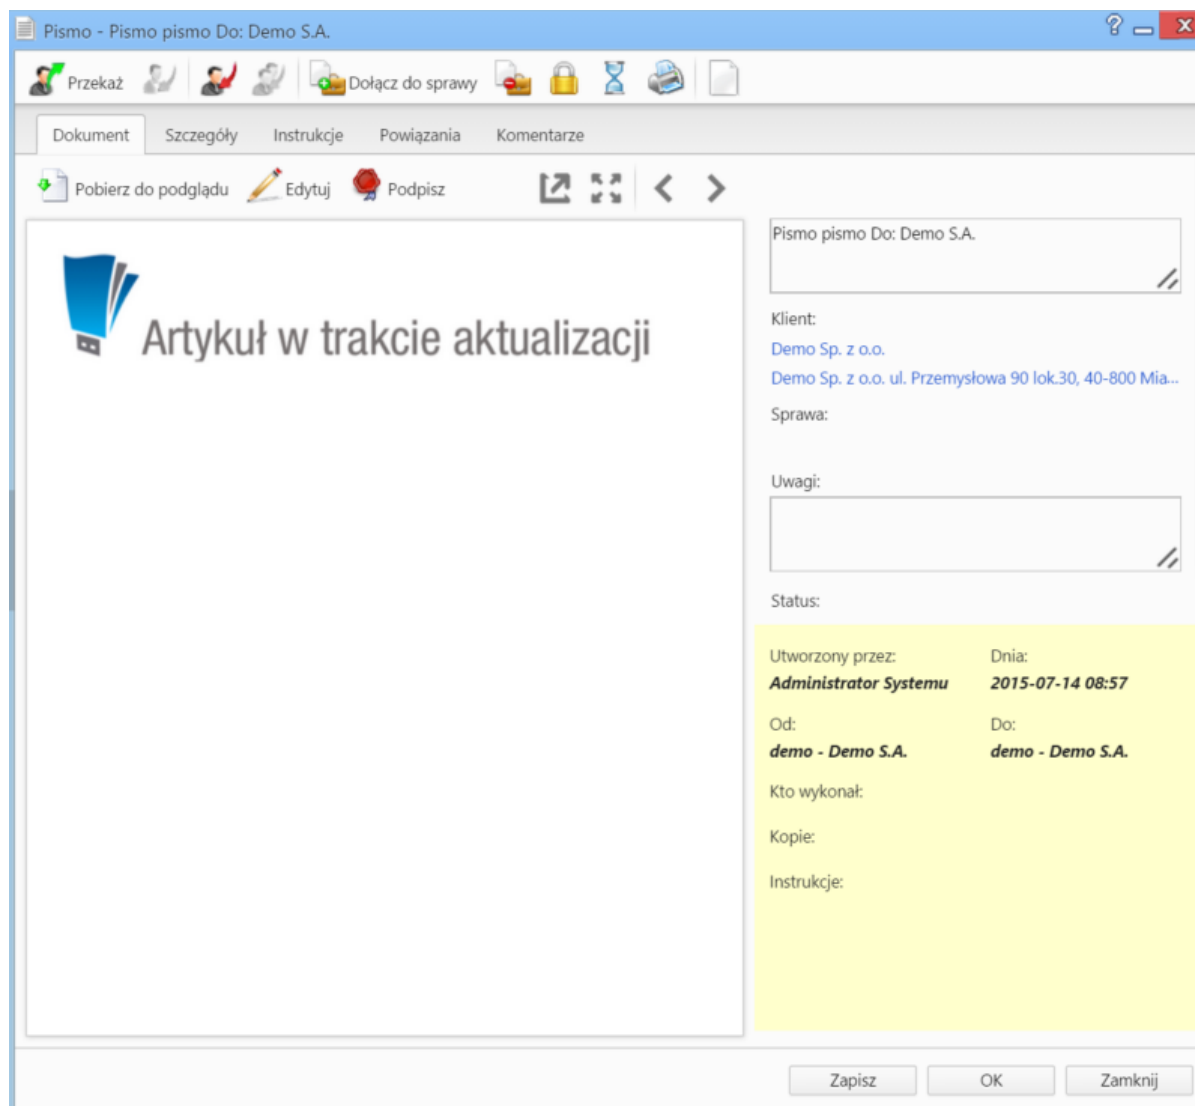 Pismo - Pismo pismo Do: Demo S.A.
Przekaż Dołącz do sprawy
Dokument Szczegóły Instrukcje Powiązania Komentarze
Pobierz do podglądu Edytuj Podpisz
Artykuł w trakcie aktualizacji
Pismo pismo Do: Demo S.A.
Klient:
Demo Sp. z o.o.
Demo Sp. z o.o. ul. Przemysłowa 90 lok.30, 40-800 Mia...
Sprawa:
Uwagi:
Status:
Utworzony przez: Dnia:
Administrator Systemu 2015-07-14 08:57
Od: Do:
demo - Demo S.A. demo - Demo S.A.
Kto wykonał:
Kopie:
Instrukcje:
Zapisz OK Zamknij